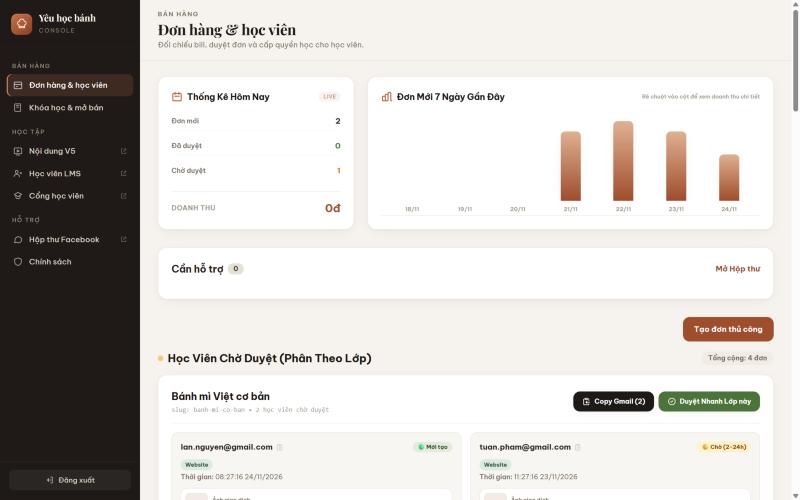 Yêu học bánh
CONSOLE
BÁN HÀNG
Đơn hàng & học viên
Khóa học & mở bán
HỌC TẬP
Nội dung V5
Học viên LMS
Cổng học viên
HỖ TRỢ
Hộp thư Facebook
Chính sách
Đăng xuất
BÁN HÀNG
Đơn hàng & học viên
Đối chiếu bill, duyệt đơn và cấp quyền học cho học viên.
Thống Kê Hôm Nay
LIVE
Đơn mới 2
Đã duyệt 0
Chờ duyệt 1
DOANH THU 0đ
Đơn Mới 7 Ngày Gần Đây
Rê chuột vào cột để xem doanh thu chi tiết
18/11 19/11 20/11 21/11 22/11 23/11 24/11
Cần hỗ trợ 0
Mở Hộp thư
Tạo đơn thủ công
Học Viên Chờ Duyệt (Phân Theo Lớp)
Tổng cộng: 4 đơn
Bánh mì Việt cơ bản
slug: banh-mi-co-ban • 2 học viên chờ duyệt
Copy Gmail (2)
Duyệt Nhanh Lớp này
lan.nguyen@gmail.com
Mới tạo
Website
Thời gian: 08:27:16 24/11/2026
Ảnh giao dịch
tuan.pham@gmail.com
Chờ (2-24h)
Website
Thời gian: 11:27:16 23/11/2026
Ảnh giao dịch